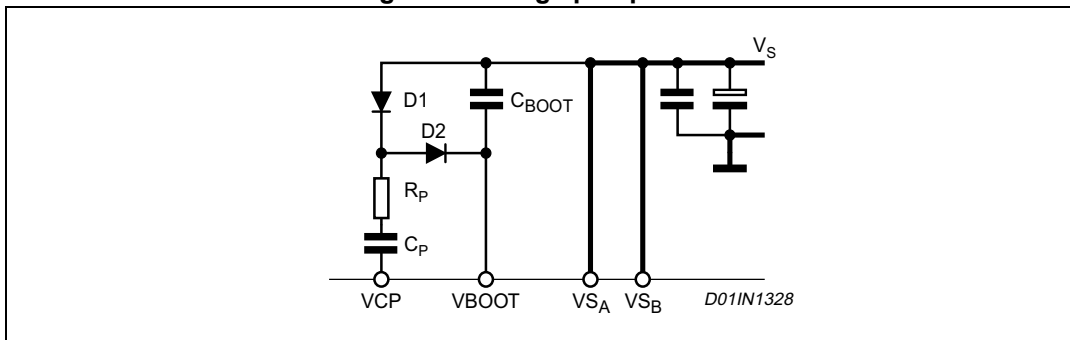 V_S
D1
C_BOOT
D2
R_P
C_P
VCP VBOOT VS_A VS_B D01IN1328